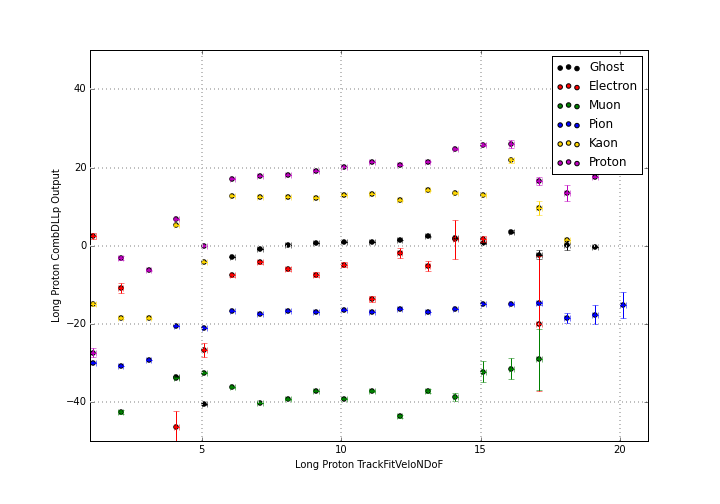 Long Proton CombDLLp Output
40
20
0
−20
−40
5
10
15
20
Long Proton TrackFitVeloNDoF
Ghost
Electron
Muon
Pion
Kaon
Proton